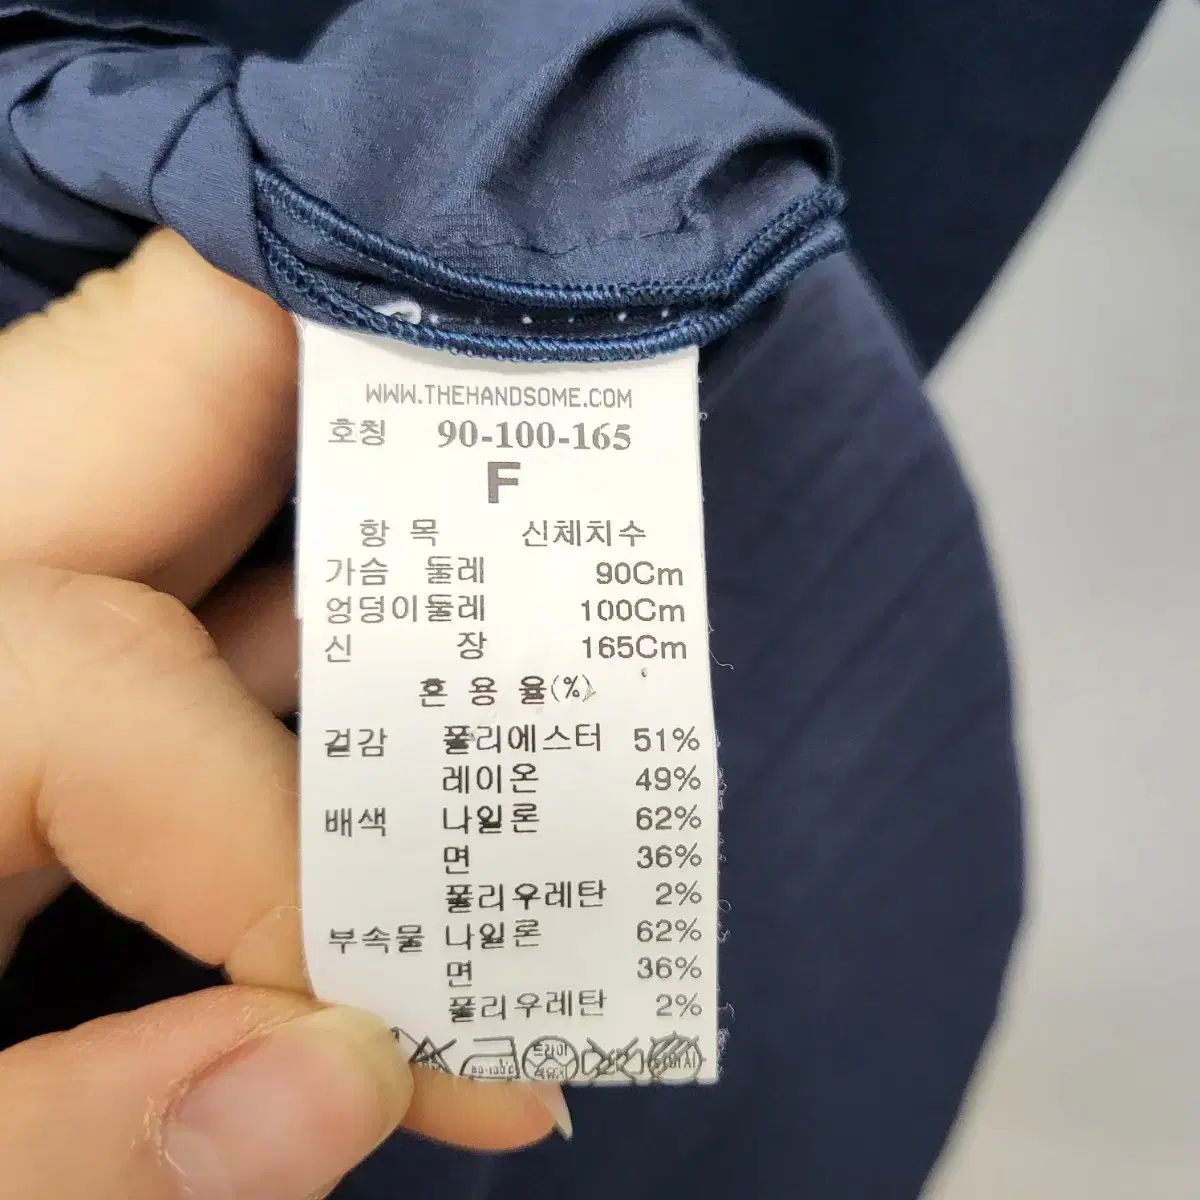 WWW.THEHANDSOME.COM
호칭 90-100-165
F
항 목 신체치수
가슴 둘레 90Cm
엉덩이둘레 100Cm
신 장 165Cm
혼 용 율(%)
겉감 폴리에스터 51%
레이온 49%
배색 나일론 62%
면 36%
폴리우레탄 2%
부속물 나일론 62%
면 36%
폴리우레탄 2%
드라이